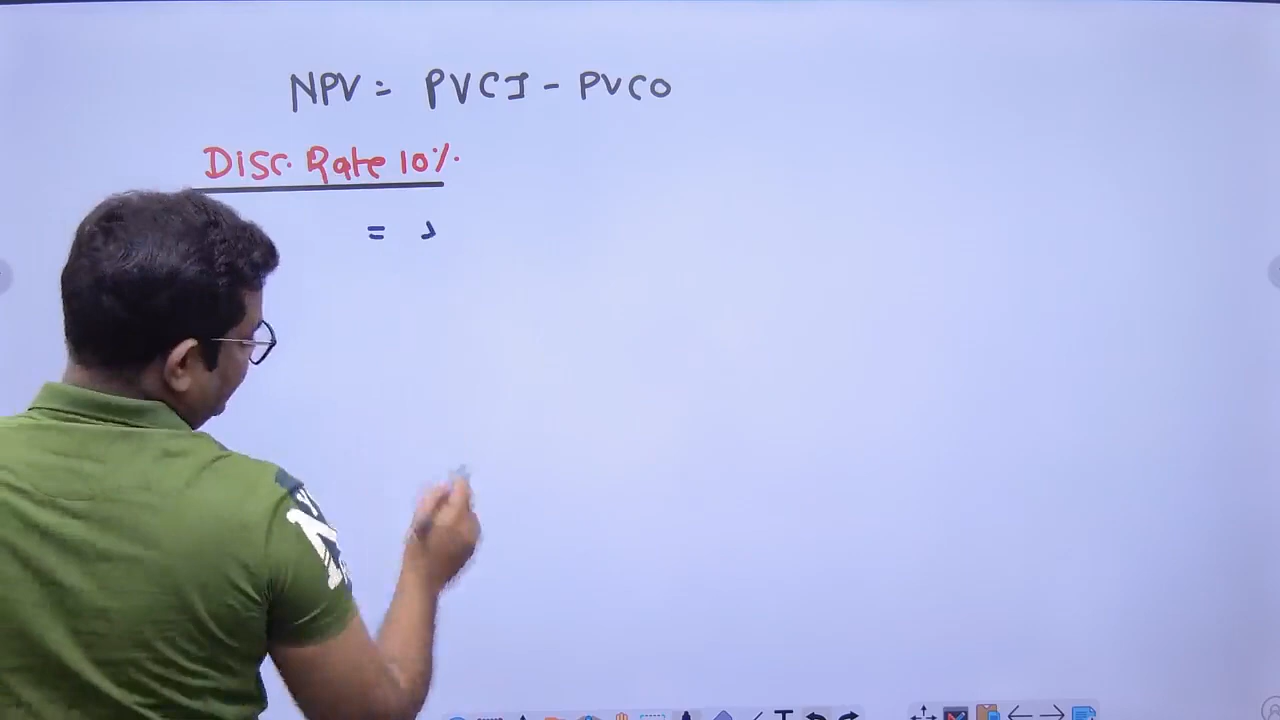 NPV = PVCI - PVCO
Disc. Rate 10%.
=